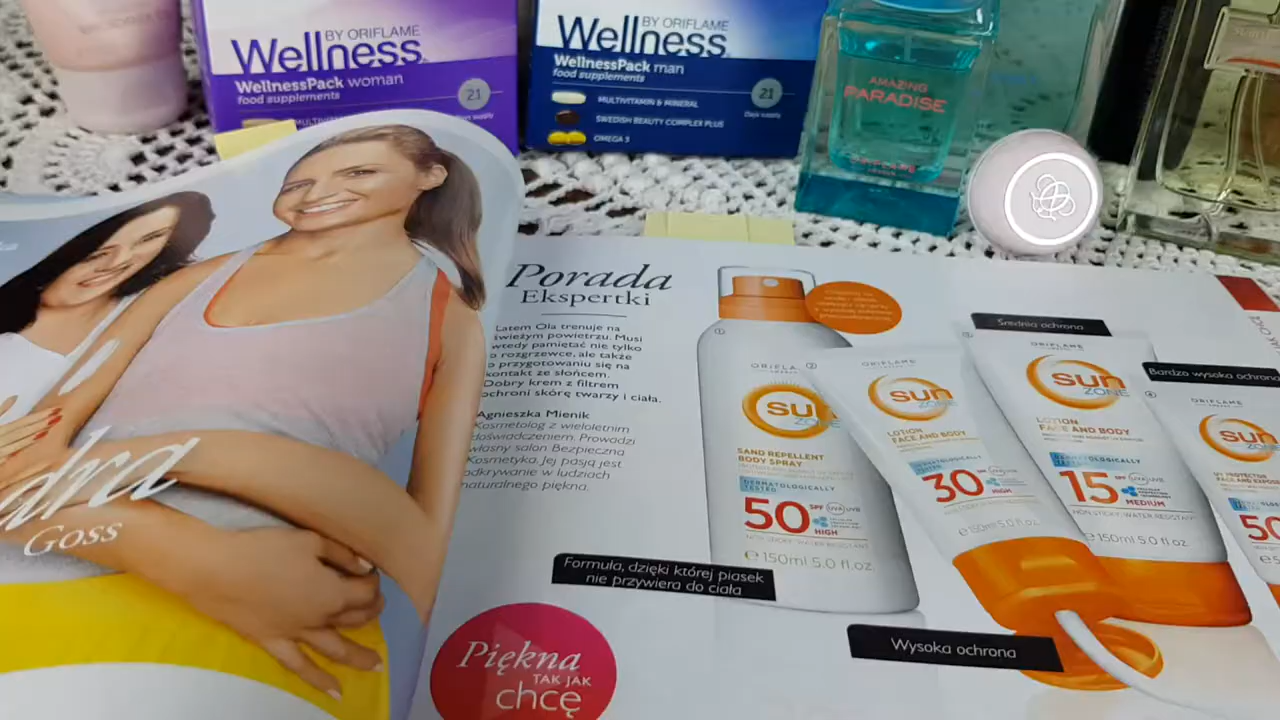 BY ORIFLAME
Wellness
WellnessPack woman
food supplements
21
BY ORIFLAME
Wellness
WellnessPack man
food supplements
21
Days supply
MULTIVITAMIN & MINERAL
SWEDISH BEAUTY COMPLEX PLUS
OMEGA 3
AMAZING
PARADISE
ORIFLAME
Porada
Ekspertki
Latem Ola trenuje na
świeżym powietrzu. Musi
wtedy pamiętać nie tylko
o rozgrzewce, ale także
o przygotowaniu się na
kontakt ze słońcem.
Dobry krem z filtrem
ochroni skórę twarzy i ciała.
Agnieszka Mienik
Kosmetolog z wieloletnim
doświadczeniem. Prowadzi
własny salon Bezpieczna
Kosmetyka. Jej pasją jest
odkrywanie w ludziach
naturalnego piękna.
Goss
Piękna
TAK JAK
chcę
SAND REPELLENT
BODY SPRAY
DERMATOLOGICALLY
TESTED
50 SPF UVA UVB
HIGH
150ml 5.0 fl.oz.
Formuła, dzięki której piasek
nie przywiera do ciała
ORIFLAME
sun
ZONE
LOTION
FACE AND BODY
30
HIGH
150ml 5.0 fl.oz.
Wysoka ochrona
Średnia ochrona
ORIFLAME
sun
ZONE
LOTION
FACE AND BODY
DERMATOLOGICALLY
15
MEDIUM
150ml 5.0 fl.oz.
Bardzo wysoka ochrona
ORIFLAME
sun
ZONE